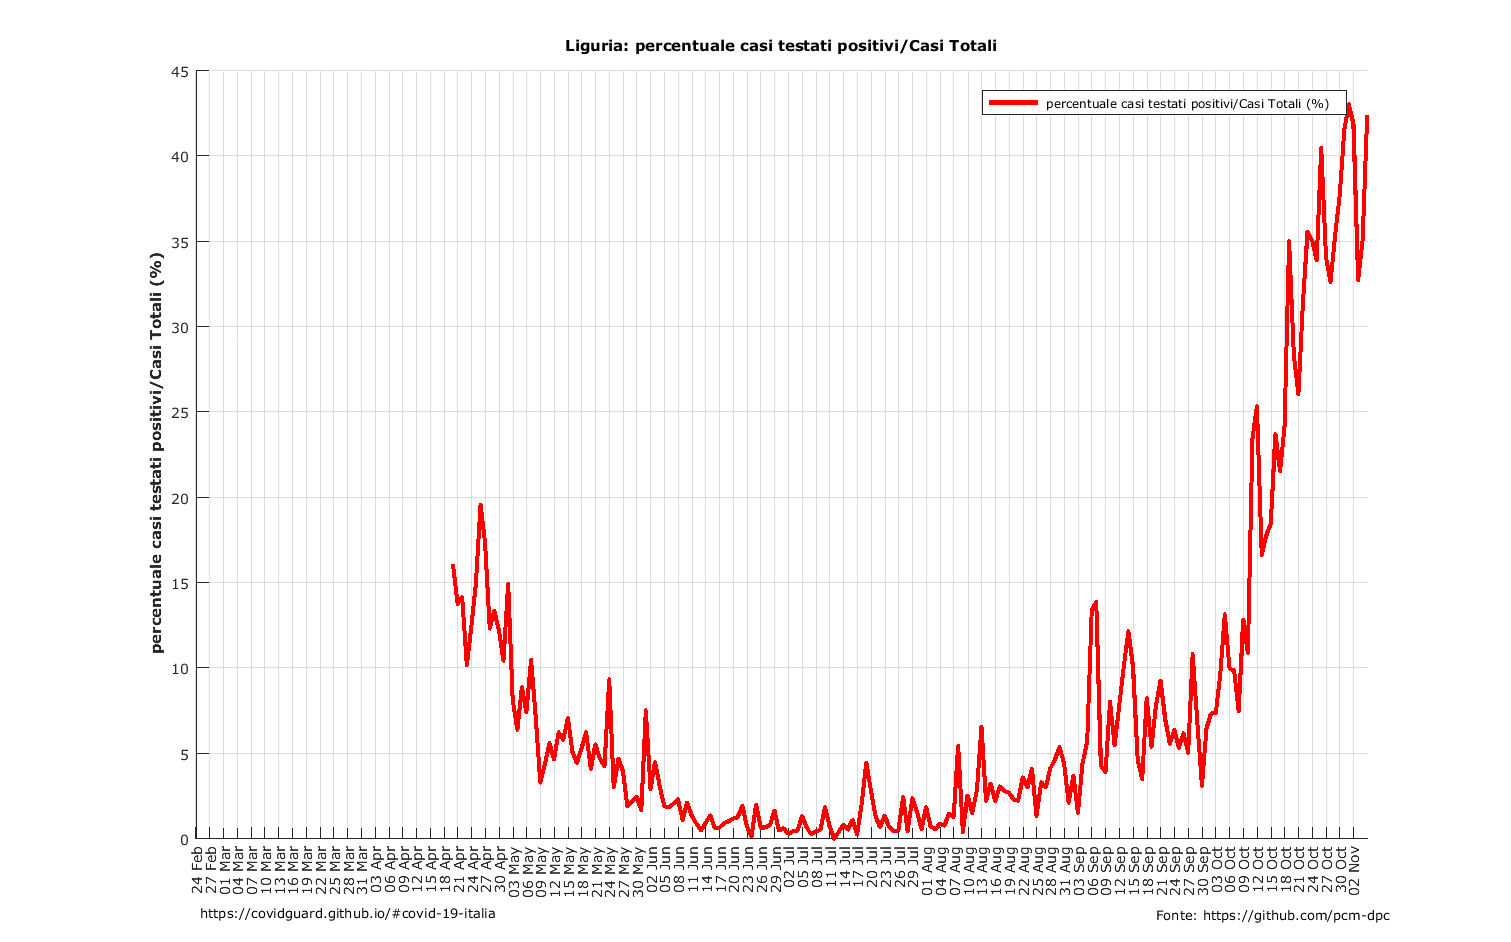 Liguria: percentuale casi testati positivi/Casi Totali
percentuale casi testati positivi/Casi Totali (%)
percentuale casi testati positivi/Casi Totali (%)
45
40
35
30
25
20
15
10
5
0
24 Feb
27 Feb
01 Mar
04 Mar
07 Mar
10 Mar
13 Mar
16 Mar
19 Mar
22 Mar
25 Mar
28 Mar
31 Mar
03 Apr
06 Apr
09 Apr
12 Apr
15 Apr
18 Apr
21 Apr
24 Apr
27 Apr
30 Apr
03 May
06 May
09 May
12 May
15 May
18 May
21 May
24 May
27 May
30 May
02 Jun
05 Jun
08 Jun
11 Jun
14 Jun
17 Jun
20 Jun
23 Jun
26 Jun
29 Jun
02 Jul
05 Jul
08 Jul
11 Jul
14 Jul
17 Jul
20 Jul
23 Jul
26 Jul
29 Jul
01 Aug
04 Aug
07 Aug
10 Aug
13 Aug
16 Aug
19 Aug
22 Aug
25 Aug
28 Aug
31 Aug
03 Sep
06 Sep
09 Sep
12 Sep
15 Sep
18 Sep
21 Sep
24 Sep
27 Sep
30 Sep
03 Oct
06 Oct
09 Oct
12 Oct
15 Oct
18 Oct
21 Oct
24 Oct
27 Oct
30 Oct
02 Nov
https://covidguard.github.io/#covid-19-italia
Fonte: https://github.com/pcm-dpc